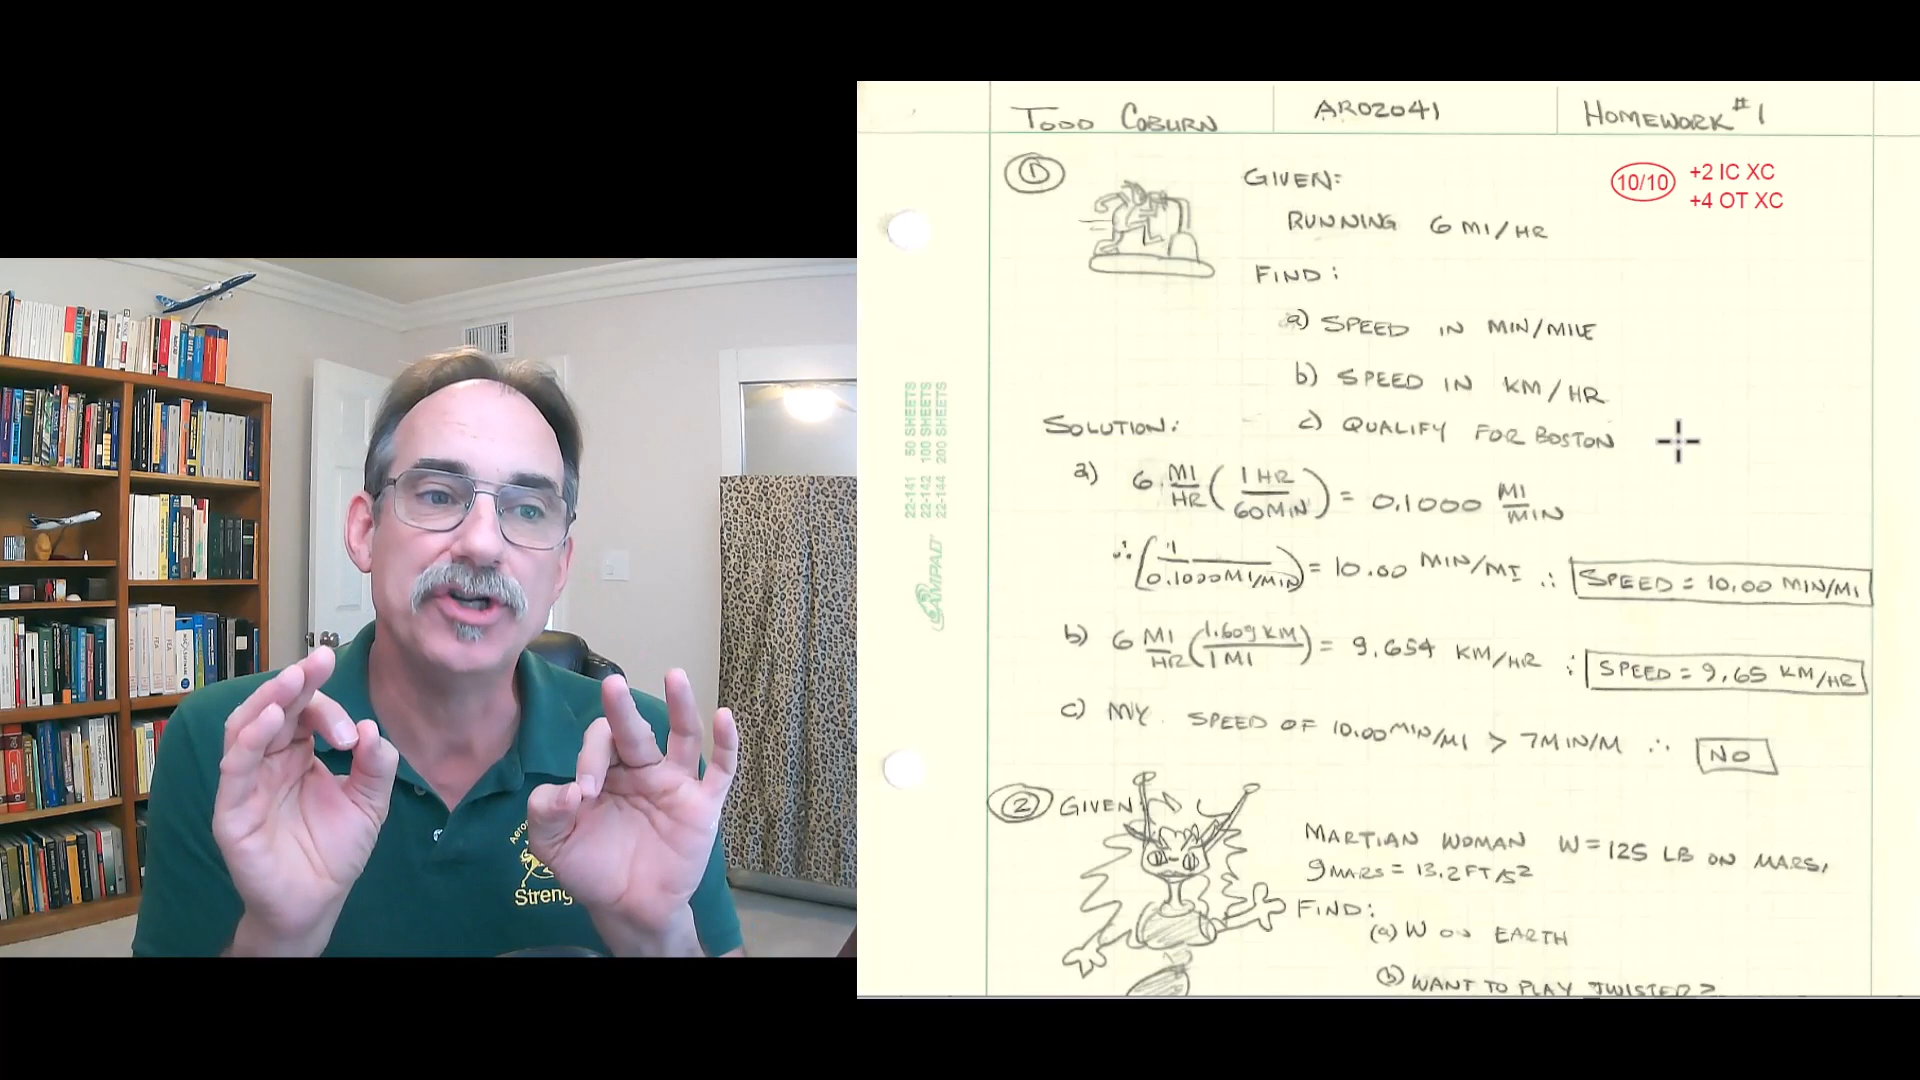 TODD COBURN
ARO2041
HOMEWORK #1
10/10 +2 IC XC
+4 OT XC
① GIVEN:
RUNNING 6 MI/HR
FIND:
a) SPEED IN MIN/MILE
b) SPEED IN KM/HR
c) QUALIFY FOR BOSTON
SOLUTION:
a) 6 MI/HR (1 HR/60 MIN) = 0.1000 MI/MIN
∴ (1/0.1000 MI/MIN) = 10.00 MIN/MI ∴ SPEED = 10.00 MIN/MI
b) 6 MI/HR (1.609 KM/1 MI) = 9.654 KM/HR ∴ SPEED = 9.65 KM/HR
c) MY SPEED OF 10.00 MIN/MI > 7 MIN/M ∴ NO
② GIVEN:
MARTIAN WOMAN W = 125 LB ON MARS,
g MARS = 13.2 FT/S²
FIND:
(a) W ON EARTH
(b) WANT TO PLAY TWISTER?
22-141 50 SHEETS
22-142 100 SHEETS
22-144 200 SHEETS
AMPAD
Streng